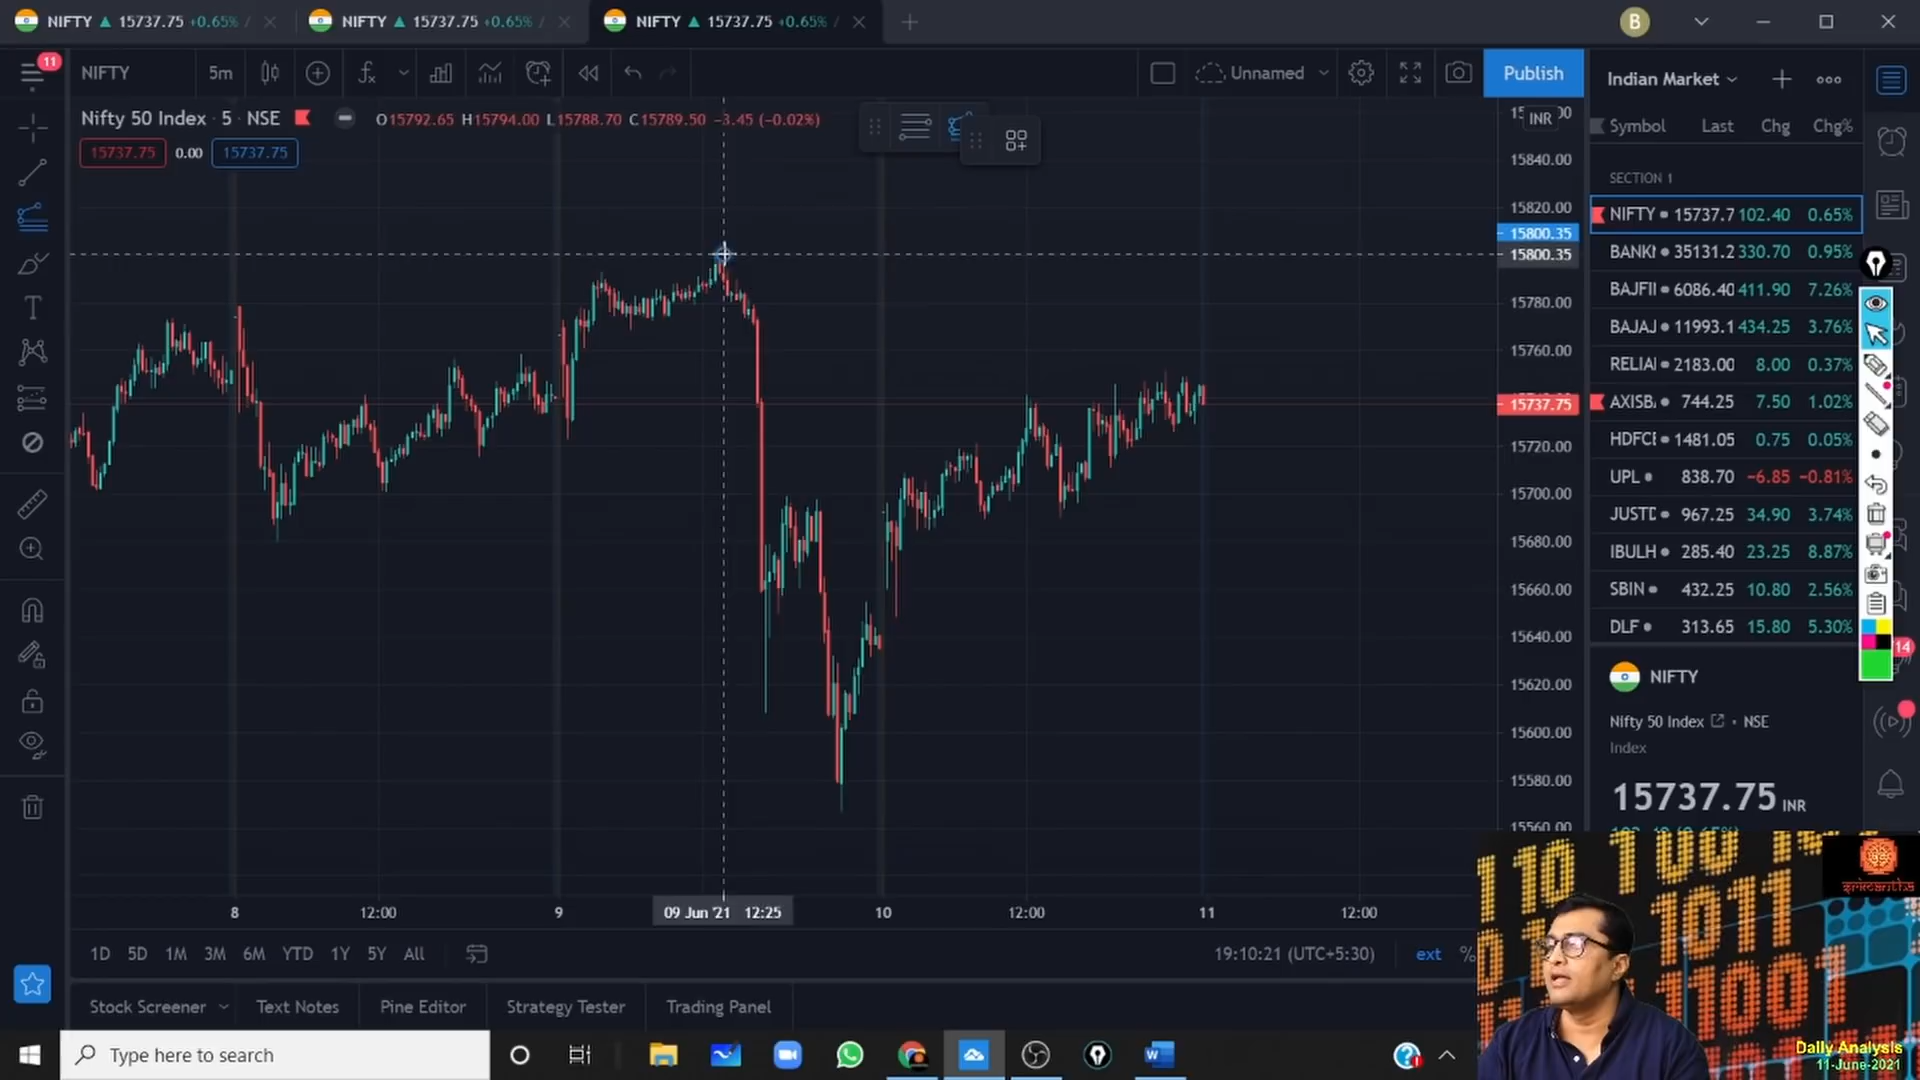 NIFTY ▲ 15737.75 +0.65% /
NIFTY ▲ 15737.75 +0.65% /
NIFTY ▲ 15737.75 +0.65% /
B
11
NIFTY
5m
Unnamed
Publish
Indian Market
Nifty 50 Index · 5 · NSE
O15792.65 H15794.00 L15788.70 C15789.50 −3.45 (−0.02%)
15737.75 0.00 15737.75
INR
15840.00
15820.00
15800.35
15800.35
15780.00
15760.00
15737.75
15720.00
15700.00
15680.00
15660.00
15640.00
15620.00
15600.00
15580.00
15560.00
Symbol Last Chg Chg%
SECTION 1
NIFTY 15737.7 102.40 0.65%
BANKI 35131.2 330.70 0.95%
BAJFII 6086.40 411.90 7.26%
BAJAJ 11993.1 434.25 3.76%
RELIAI 2183.00 8.00 0.37%
AXISB 744.25 7.50 1.02%
HDFCE 1481.05 0.75 0.05%
UPL 838.70 −6.85 −0.81%
JUSTD 967.25 34.90 3.74%
IBULH 285.40 23.25 8.87%
SBIN 432.25 10.80 2.56%
DLF 313.65 15.80 5.30%
14
NIFTY
Nifty 50 Index · NSE
Index
15737.75 INR
8 12:00 9 09 Jun '21 12:25 10 12:00 11 12:00
1D 5D 1M 3M 6M YTD 1Y 5Y All
19:10:21 (UTC+5:30) ext %
Stock Screener Text Notes Pine Editor Strategy Tester Trading Panel
Type here to search
srimantha
Daily Analysis
11-June-2021